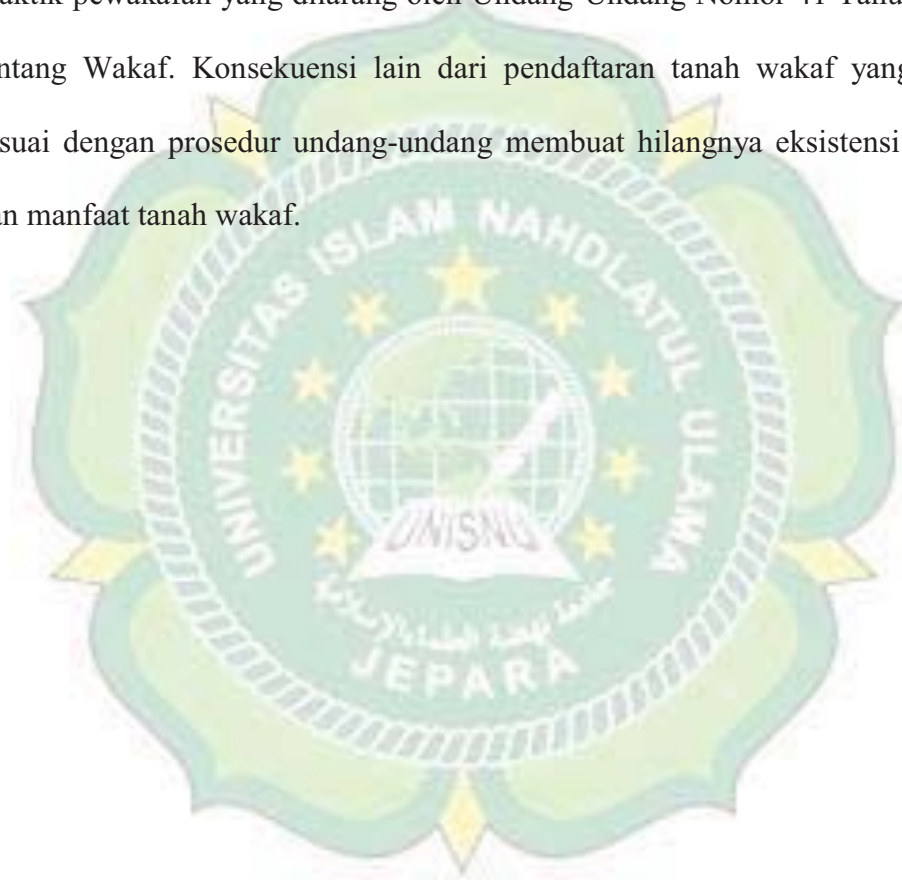 aktik pewakafan yang dilarang oleh Undang-Undang Nomor 41 Tahu
ntang Wakaf. Konsekuensi lain dari pendaftaran tanah wakaf yang
suai dengan prosedur undang-undang membuat hilangnya eksistensi
an manfaat tanah wakaf.
UNIVERSITAS ISLAM NAHDLATUL ULAMA
UNISNU
JEPARA